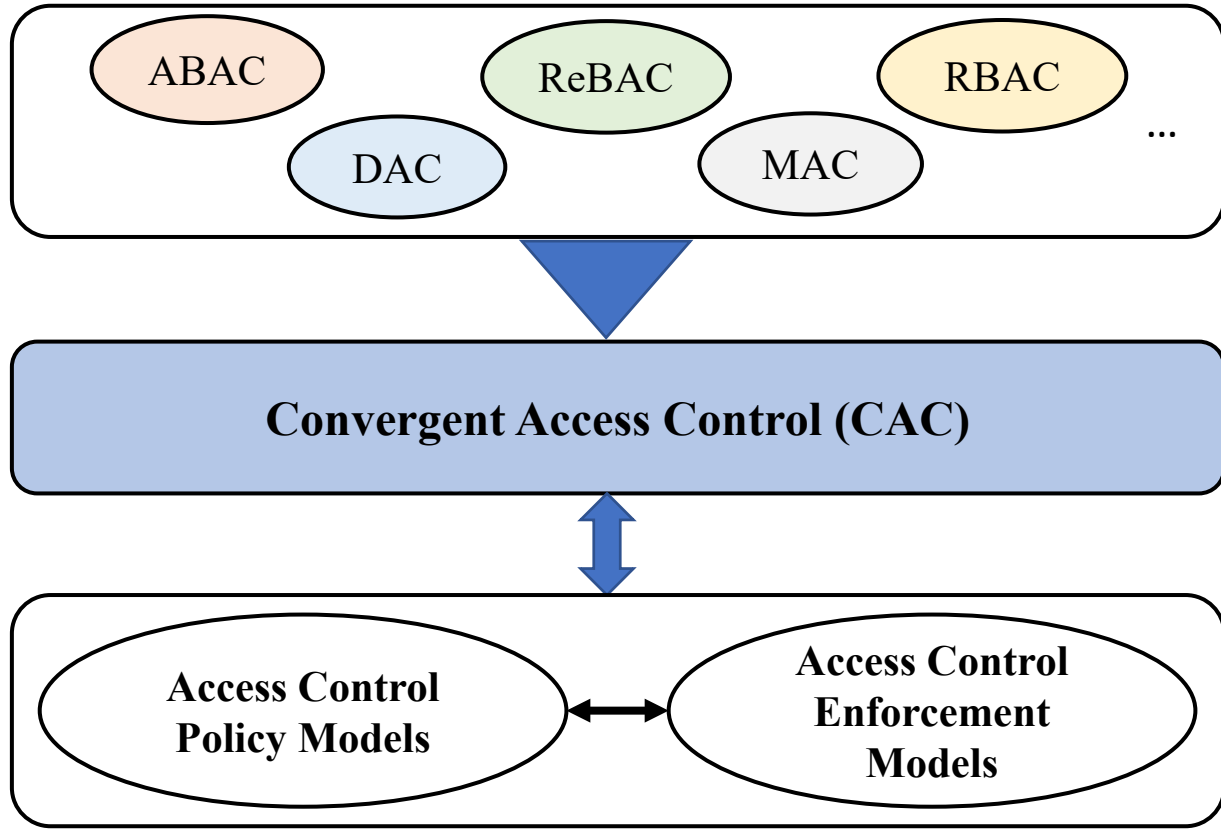 ABAC
ReBAC
RBAC
DAC
MAC
...
Convergent Access Control (CAC)
Access Control
Policy Models
Access Control
Enforcement
Models